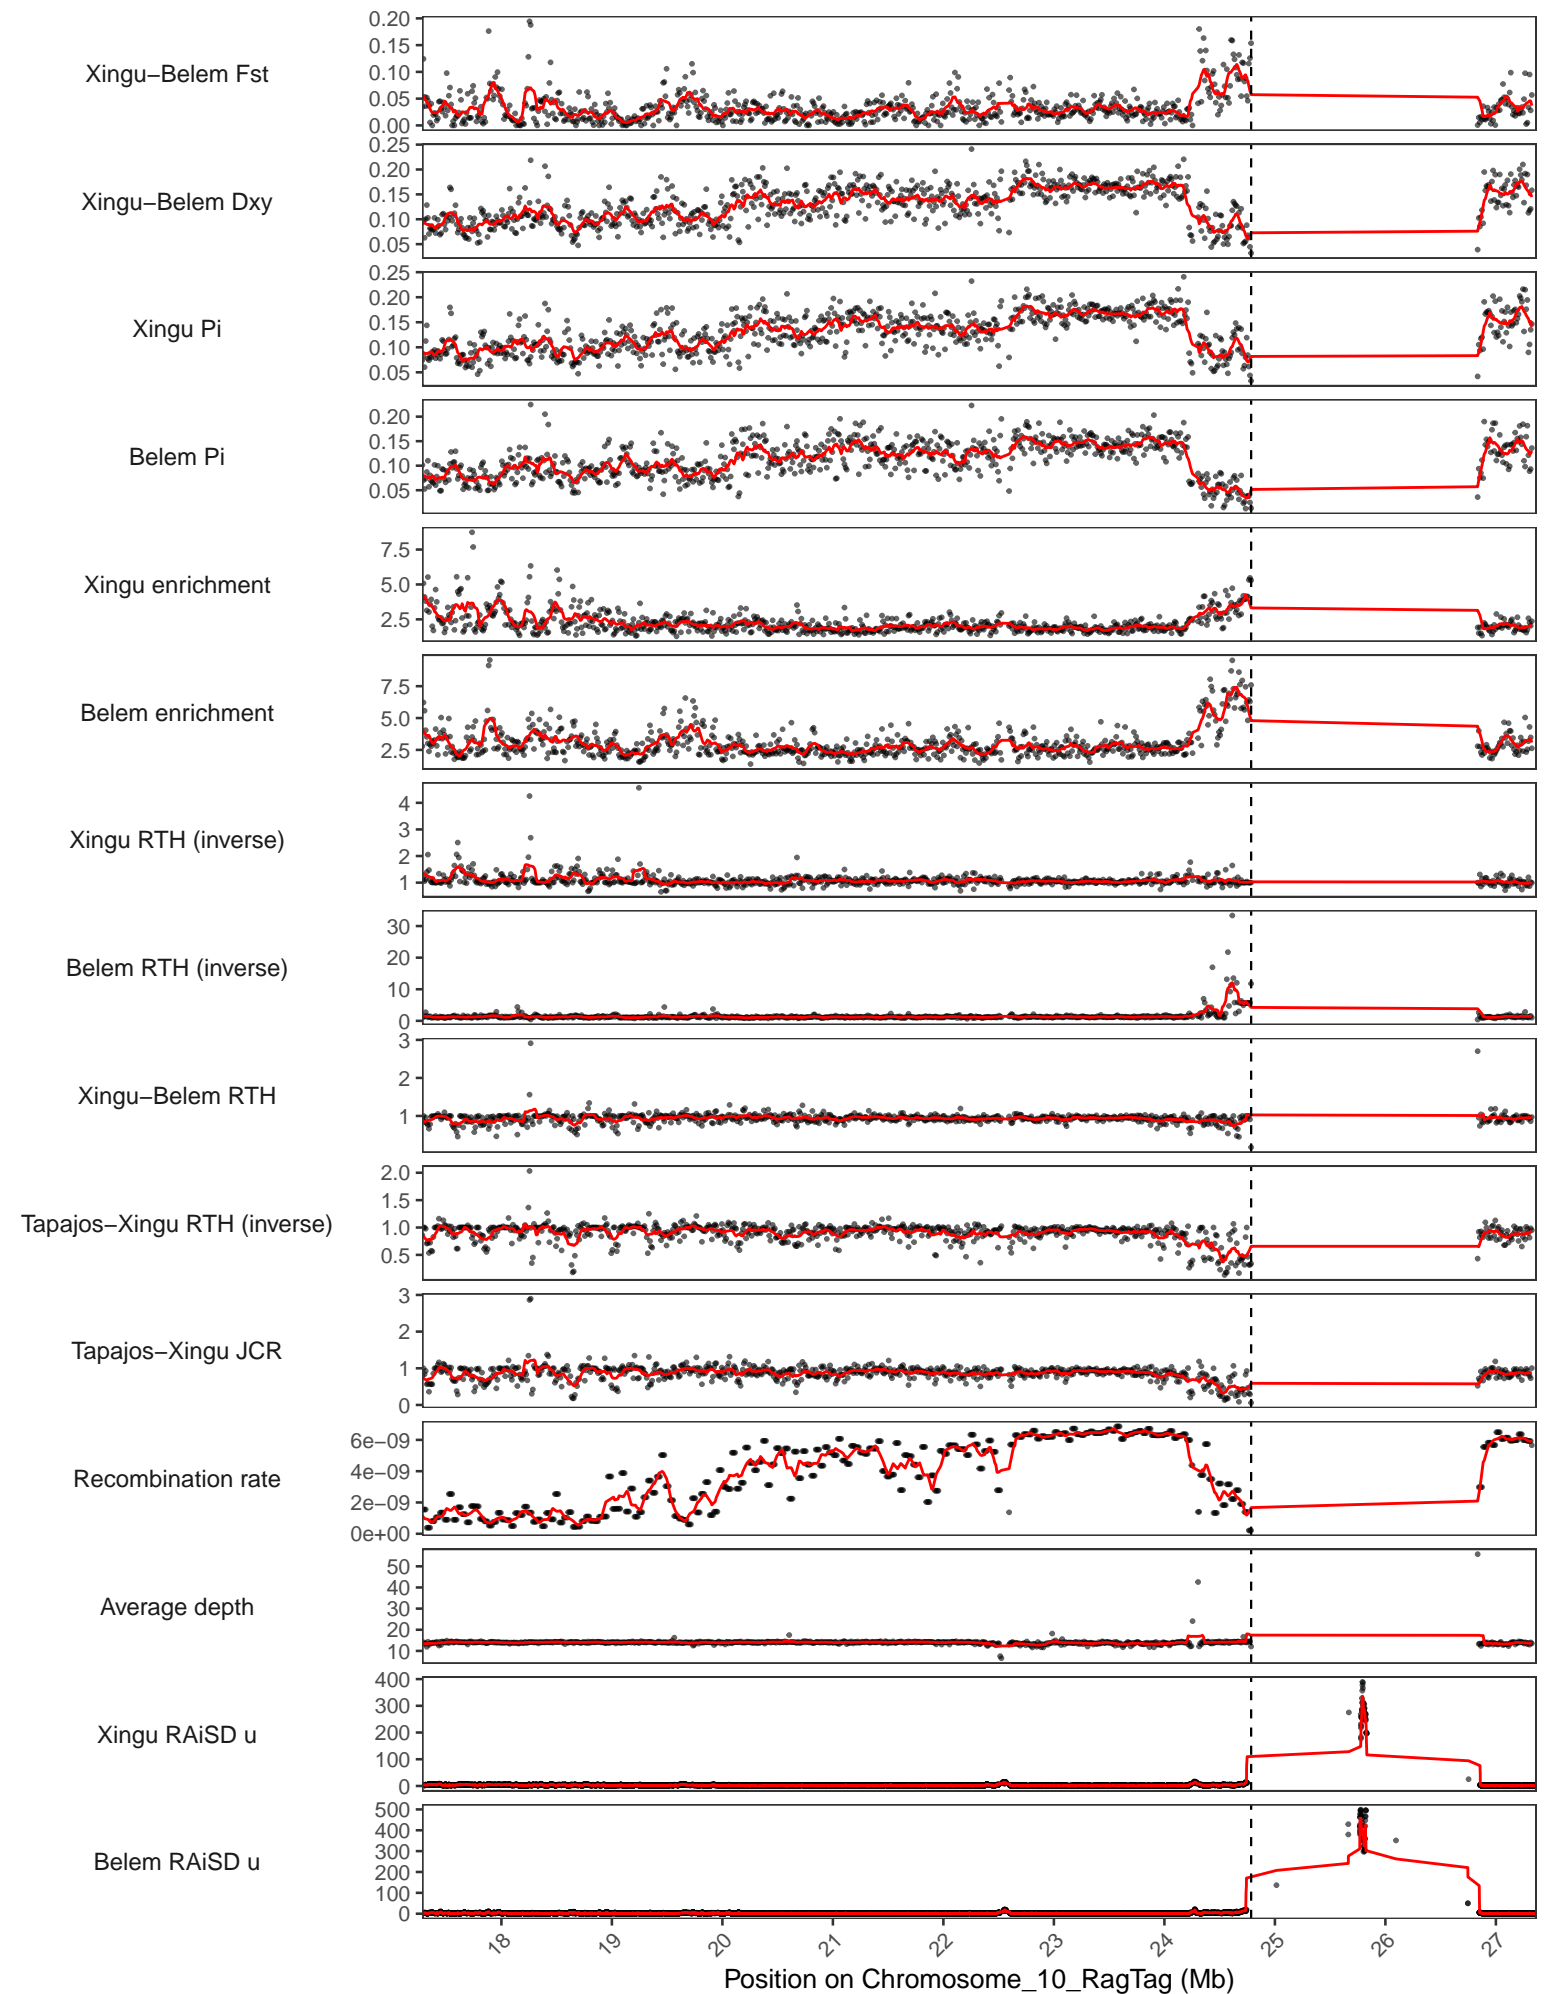 Xingu−Belem Fst
0.20
0.15
0.10
0.05
0.00
Xingu−Belem Dxy
0.25
0.20
0.15
0.10
0.05
Xingu Pi
0.25
0.20
0.15
0.10
0.05
Belem Pi
0.20
0.15
0.10
0.05
Xingu enrichment
7.5
5.0
2.5
Belem enrichment
7.5
5.0
2.5
Xingu RTH (inverse)
4
3
2
1
Belem RTH (inverse)
30
20
10
0
Xingu−Belem RTH
3
2
1
Tapajos−Xingu RTH (inverse)
2.0
1.5
1.0
0.5
Tapajos−Xingu JCR
3
2
1
0
Recombination rate
6e−09
4e−09
2e−09
0e+00
Average depth
50
40
30
20
10
Xingu RAiSD u
400
300
200
100
0
Belem RAiSD u
500
400
300
200
100
0
18 19 20 21 22 23 24 25 26 27
Position on Chromosome_10_RagTag (Mb)